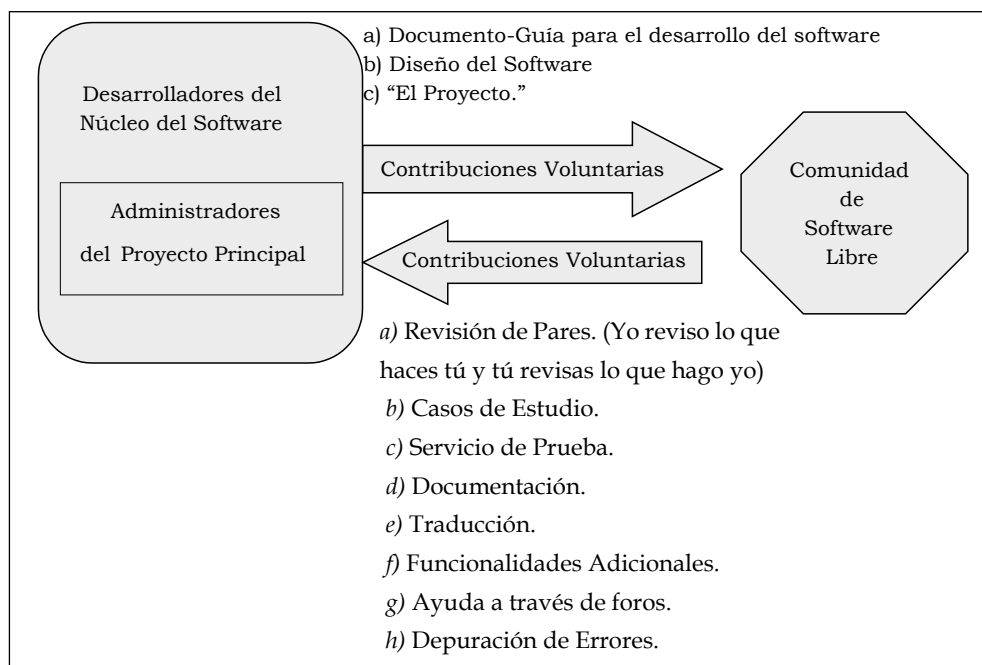 a) Documento-Guía para el desarrollo del software
b) Diseño del Software
c) “El Proyecto.”
Desarrolladores del
Núcleo del Software
Administradores
del Proyecto Principal
Contribuciones Voluntarias
Contribuciones Voluntarias
Comunidad
de
Software
Libre
a) Revisión de Pares. (Yo reviso lo que
haces tú y tú revisas lo que hago yo)
b) Casos de Estudio.
c) Servicio de Prueba.
d) Documentación.
e) Traducción.
f) Funcionalidades Adicionales.
g) Ayuda a través de foros.
h) Depuración de Errores.